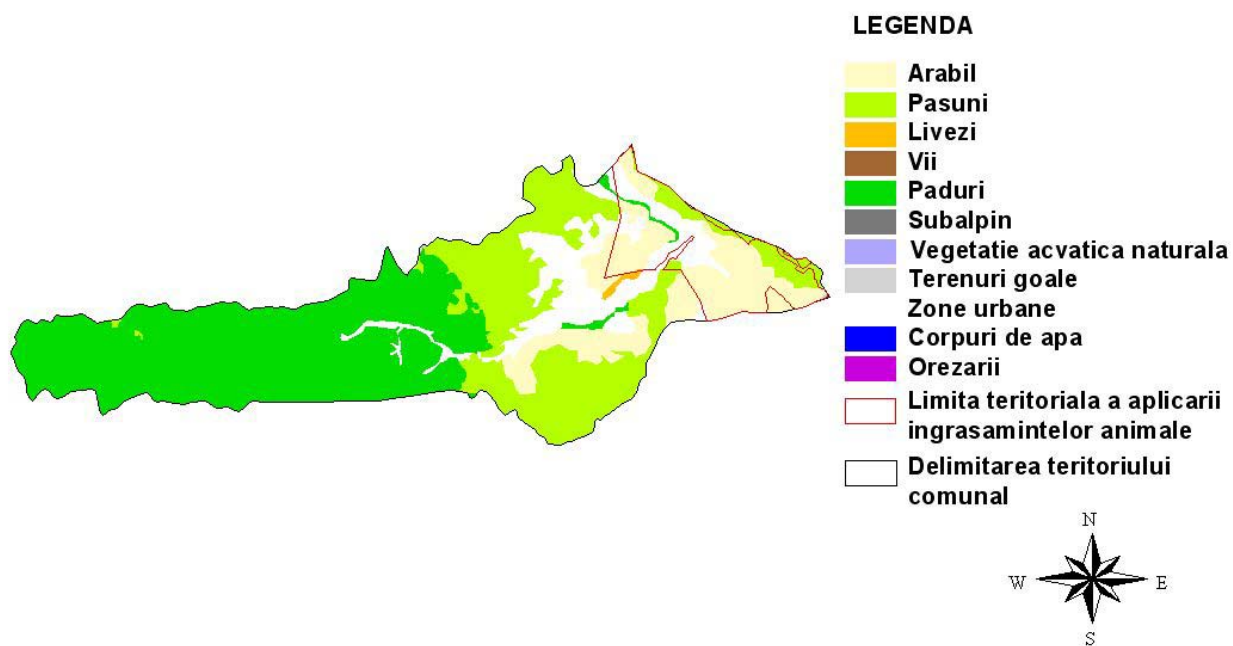 LEGENDA
Arabil
Pasuni
Livezi
Vii
Paduri
Subalpin
Vegetatie acvatica naturala
Terenuri goale
Zone urbane
Corpuri de apa
Orezarii
Limita teritoriala a aplicarii
ingrasamintelor animale
Delimitarea teritoriului
comunal
N
W E
S